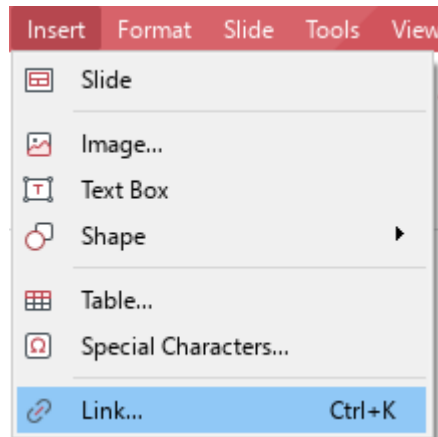 Insert Format Slide Tools View
Slide
Image...
Text Box
Shape
Table...
Special Characters...
Link... Ctrl+K